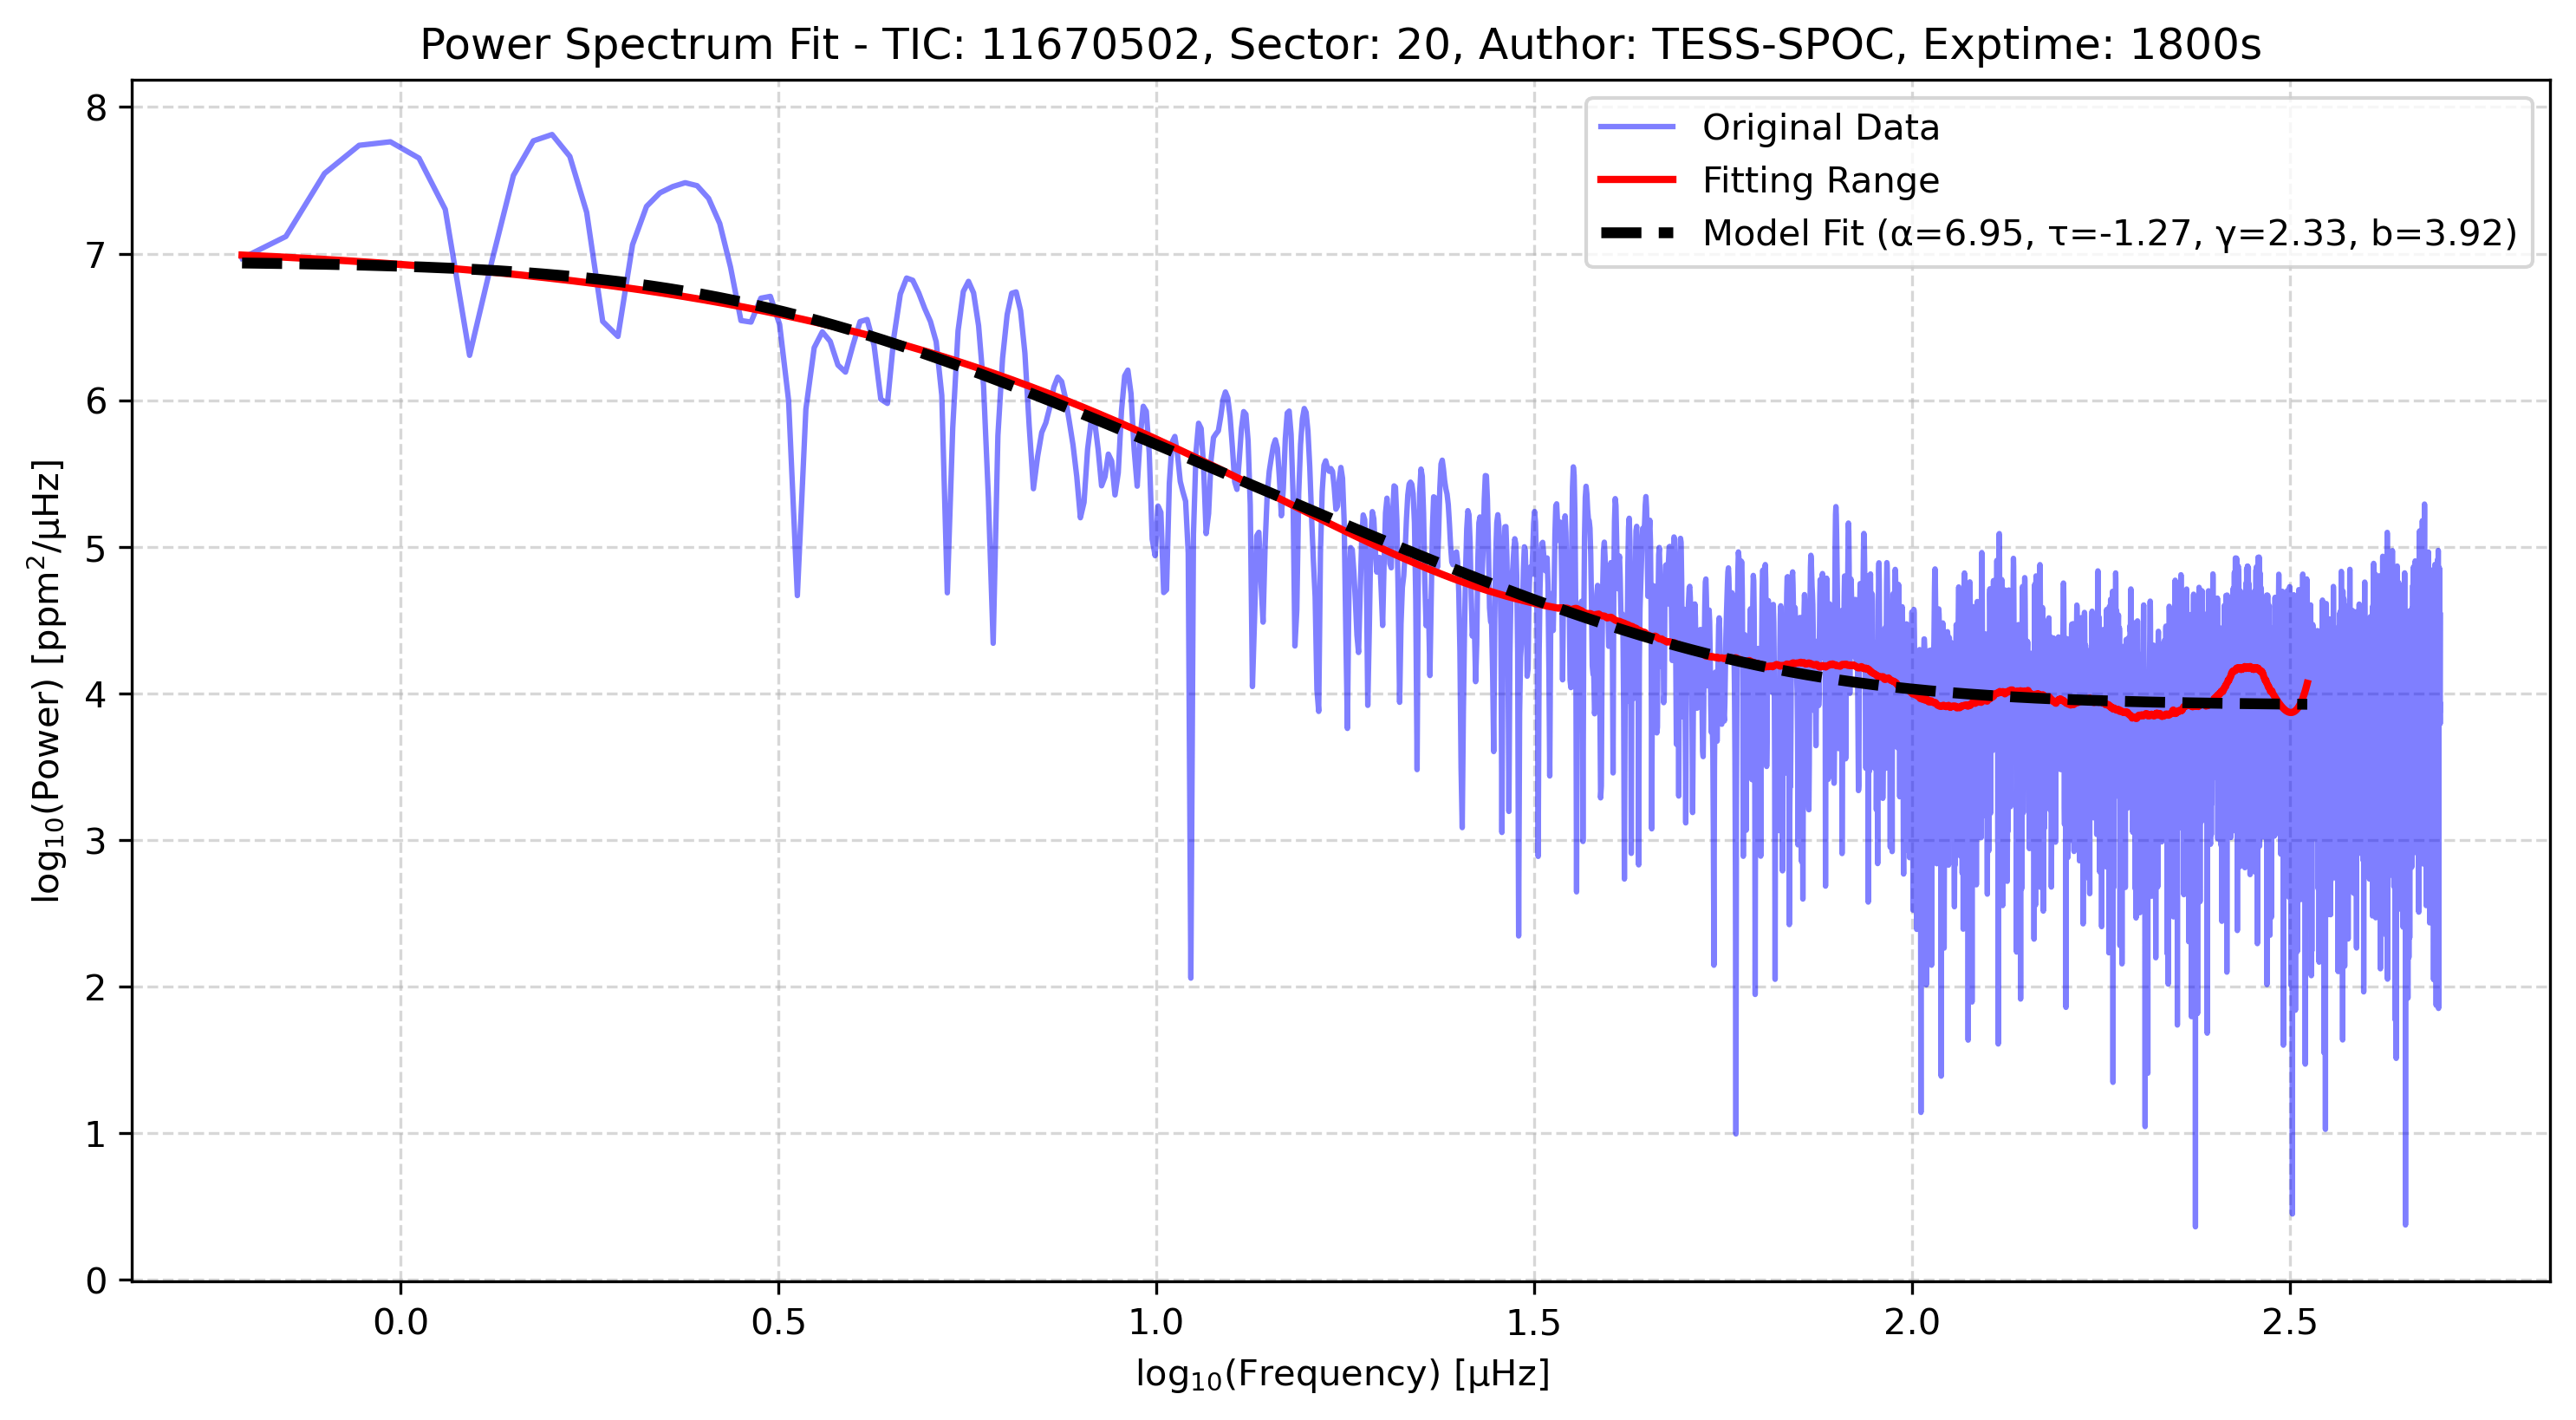 Power Spectrum Fit - TIC: 11670502, Sector: 20, Author: TESS-SPOC, Exptime: 1800s
Original Data
Fitting Range
Model Fit (α=6.95, τ=-1.27, γ=2.33, b=3.92)
log₁₀(Power) [ppm²/μHz]
8
7
6
5
4
3
2
1
0
0.0 0.5 1.0 1.5 2.0 2.5
log₁₀(Frequency) [μHz]